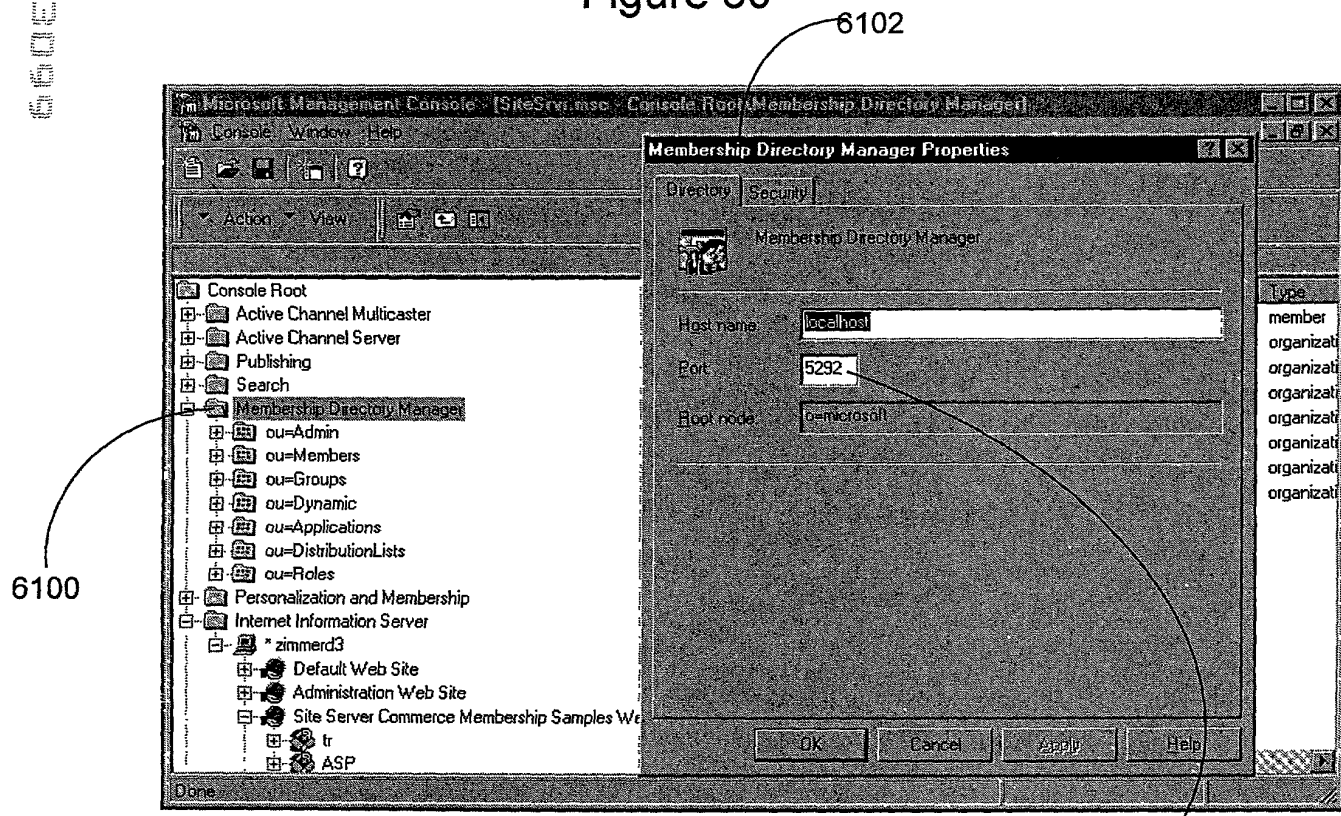 6102
Microsoft Management Console - [SiteSrvr.msc - Console Root\Membership Directory Manager]
Console Window Help
Action View
Console Root
Active Channel Multicaster
Active Channel Server
Publishing
Search
Membership Directory Manager
ou=Admin
ou=Members
ou=Groups
ou=Dynamic
ou=Applications
ou=DistributionLists
ou=Roles
Personalization and Membership
Internet Information Server
* zimmerd3
Default Web Site
Administration Web Site
Site Server Commerce Membership Samples We
tr
ASP
Done
Membership Directory Manager Properties
Directory Security
Membership Directory Manager
Host name: localhost
Port: 5292
Root node: o=microsoft
OK Cancel Apply Help
Type
member
organizati
organizati
organizati
organizati
organizati
organizati
organizati
6100